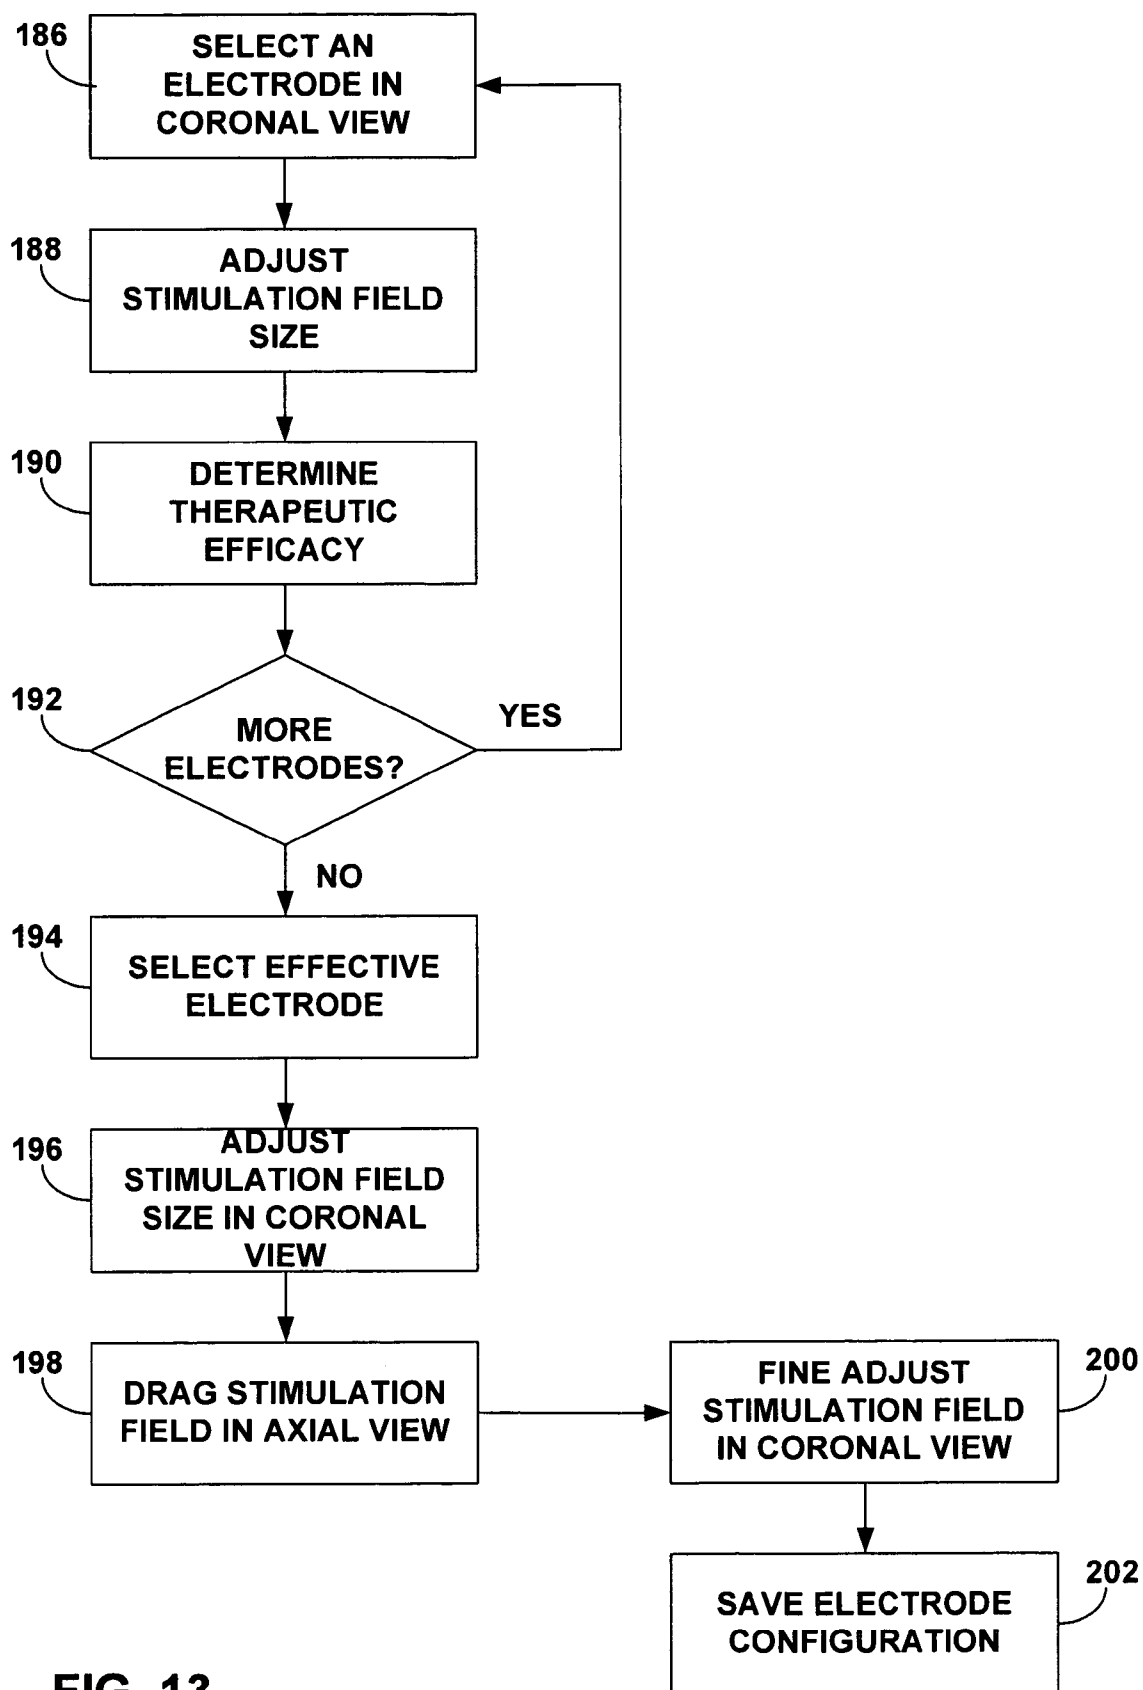 186
SELECT AN
ELECTRODE IN
CORONAL VIEW
188
ADJUST
STIMULATION FIELD
SIZE
190
DETERMINE
THERAPEUTIC
EFFICACY
192
MORE
ELECTRODES?
YES
NO
194
SELECT EFFECTIVE
ELECTRODE
196
ADJUST
STIMULATION FIELD
SIZE IN CORONAL
VIEW
198
DRAG STIMULATION
FIELD IN AXIAL VIEW
200
FINE ADJUST
STIMULATION FIELD
IN CORONAL VIEW
202
SAVE ELECTRODE
CONFIGURATION
FIG.